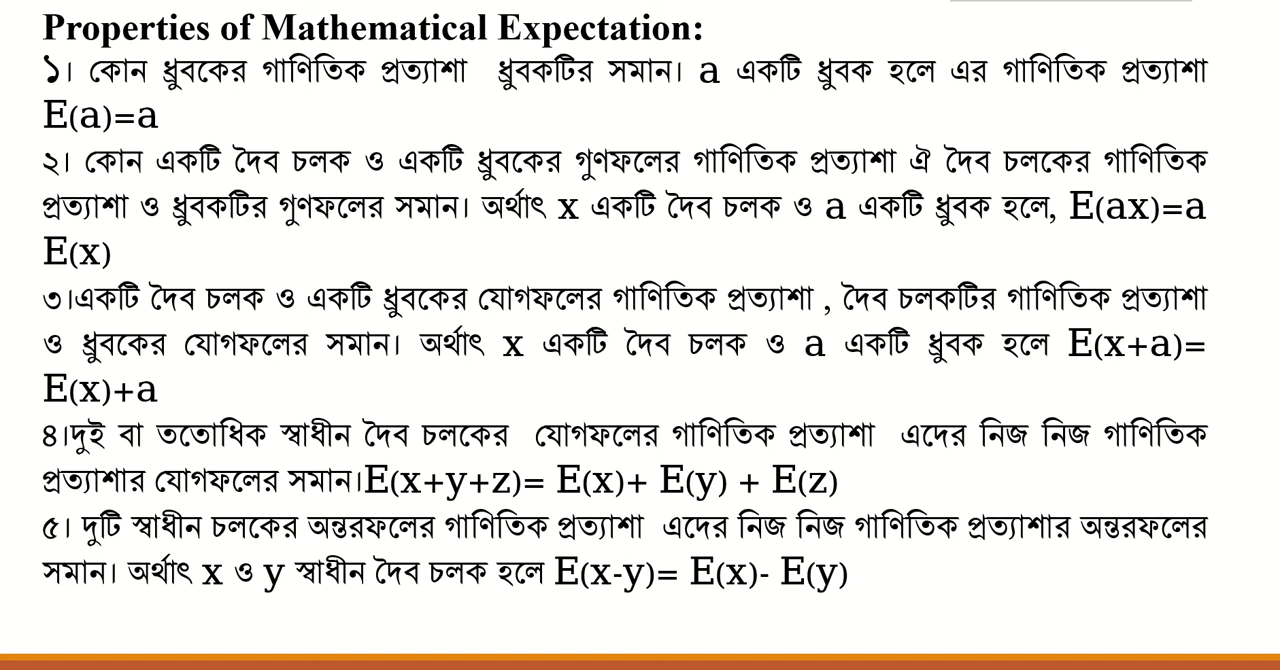 Properties of Mathematical Expectation:
১। কোন ধ্রুবকের গাণিতিক প্রত্যাশা ধ্রুবকটির সমান। a একটি ধ্রুবক হলে এর গাণিতিক প্রত্যাশা
E(a)=a
২। কোন একটি দৈব চলক ও একটি ধ্রুবকের গুণফলের গাণিতিক প্রত্যাশা ঐ দৈব চলকের গাণিতিক
প্রত্যাশা ও ধ্রুবকটির গুণফলের সমান। অর্থাৎ x একটি দৈব চলক ও a একটি ধ্রুবক হলে, E(ax)=a
E(x)
৩।একটি দৈব চলক ও একটি ধ্রুবকের যোগফলের গাণিতিক প্রত্যাশা , দৈব চলকটির গাণিতিক প্রত্যাশা
ও ধ্রুবকের যোগফলের সমান। অর্থাৎ x একটি দৈব চলক ও a একটি ধ্রুবক হলে E(x+a)=
E(x)+a
৪।দুই বা ততোধিক স্বাধীন দৈব চলকের যোগফলের গাণিতিক প্রত্যাশা এদের নিজ নিজ গাণিতিক
প্রত্যাশার যোগফলের সমান।E(x+y+z)= E(x)+ E(y) + E(z)
৫। দুটি স্বাধীন চলকের অন্তরফলের গাণিতিক প্রত্যাশা এদের নিজ নিজ গাণিতিক প্রত্যাশার অন্তরফলের
সমান। অর্থাৎ x ও y স্বাধীন দৈব চলক হলে E(x-y)= E(x)- E(y)